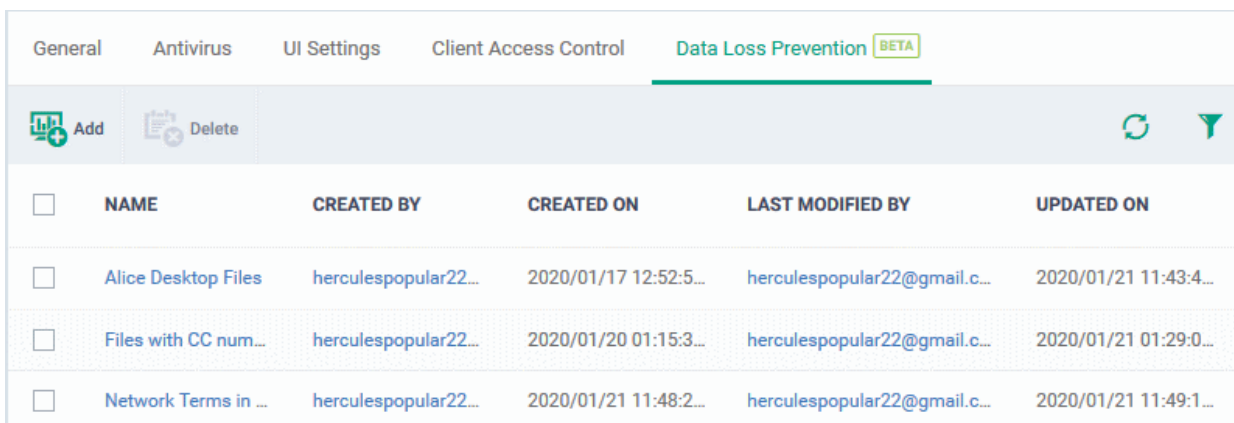 General Antivirus UI Settings Client Access Control Data Loss Prevention BETA
Add Delete
NAME CREATED BY CREATED ON LAST MODIFIED BY UPDATED ON
Alice Desktop Files herculespopular22... 2020/01/17 12:52:5... herculespopular22@gmail.c... 2020/01/21 11:43:4...
Files with CC num... herculespopular22... 2020/01/20 01:15:3... herculespopular22@gmail.c... 2020/01/21 01:29:0...
Network Terms in ... herculespopular22... 2020/01/21 11:48:2... herculespopular22@gmail.c... 2020/01/21 11:49:1...